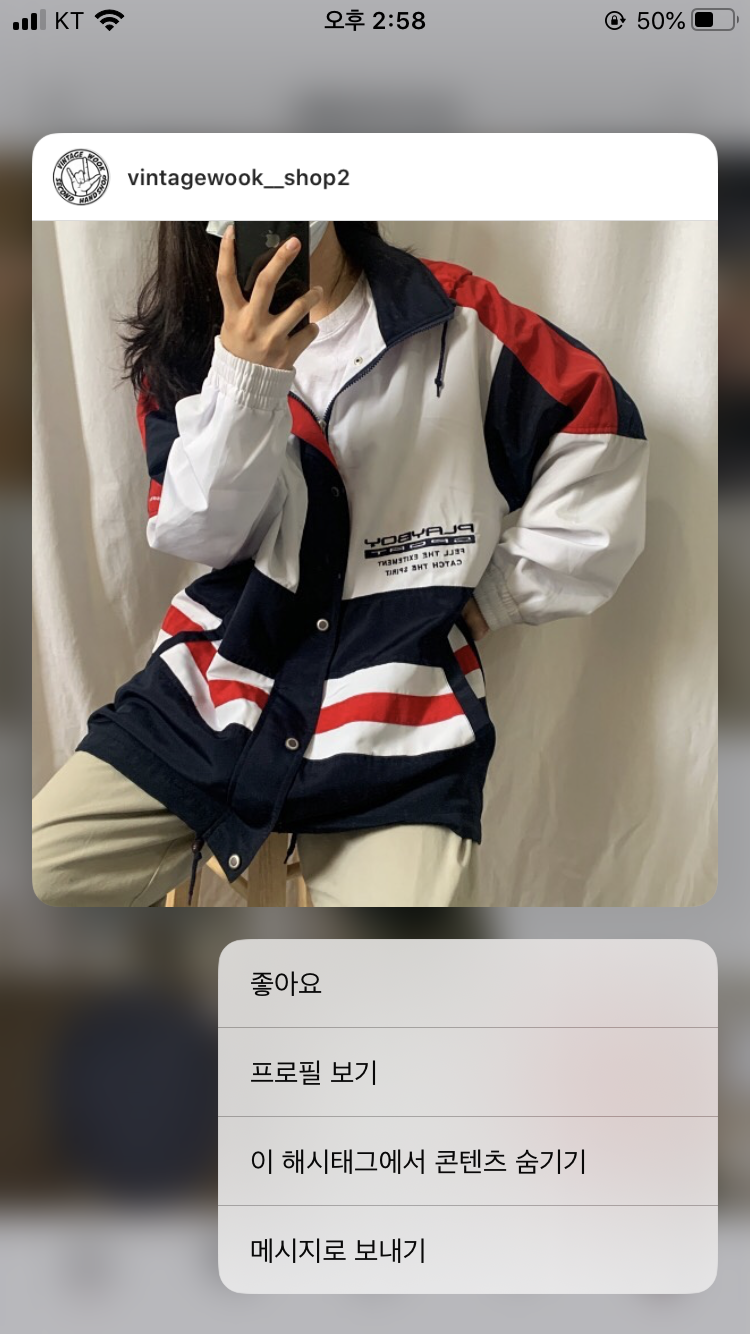 KT 오후 2:58 50%
VINTAGE WOOK
SECOND HAND SHOP
vintagewook__shop2
PLAYBOY
SPORT
FELL THE EXITEMENT
CATCH THE SPIRIT
좋아요
프로필 보기
이 해시태그에서 콘텐츠 숨기기
메시지로 보내기